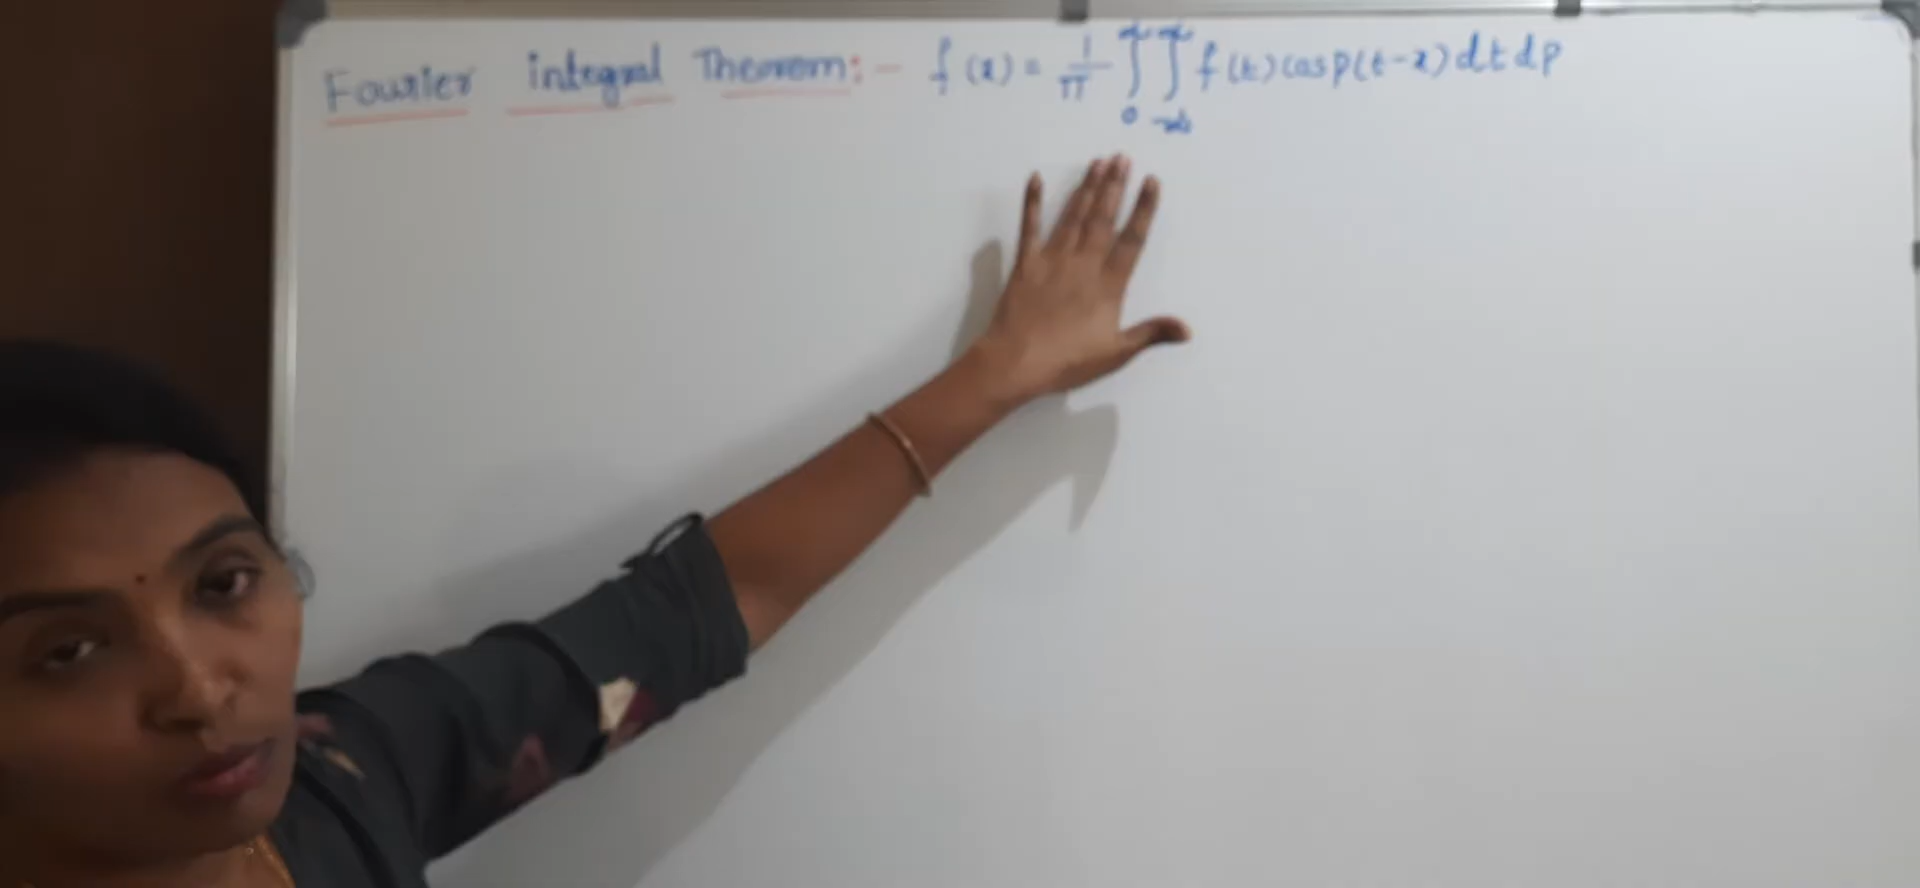 Fourier integral Theorem:- f(x) = 1/π ∫₀^∞ ∫₋∞^∞ f(t) cos p(t-x) dt dp